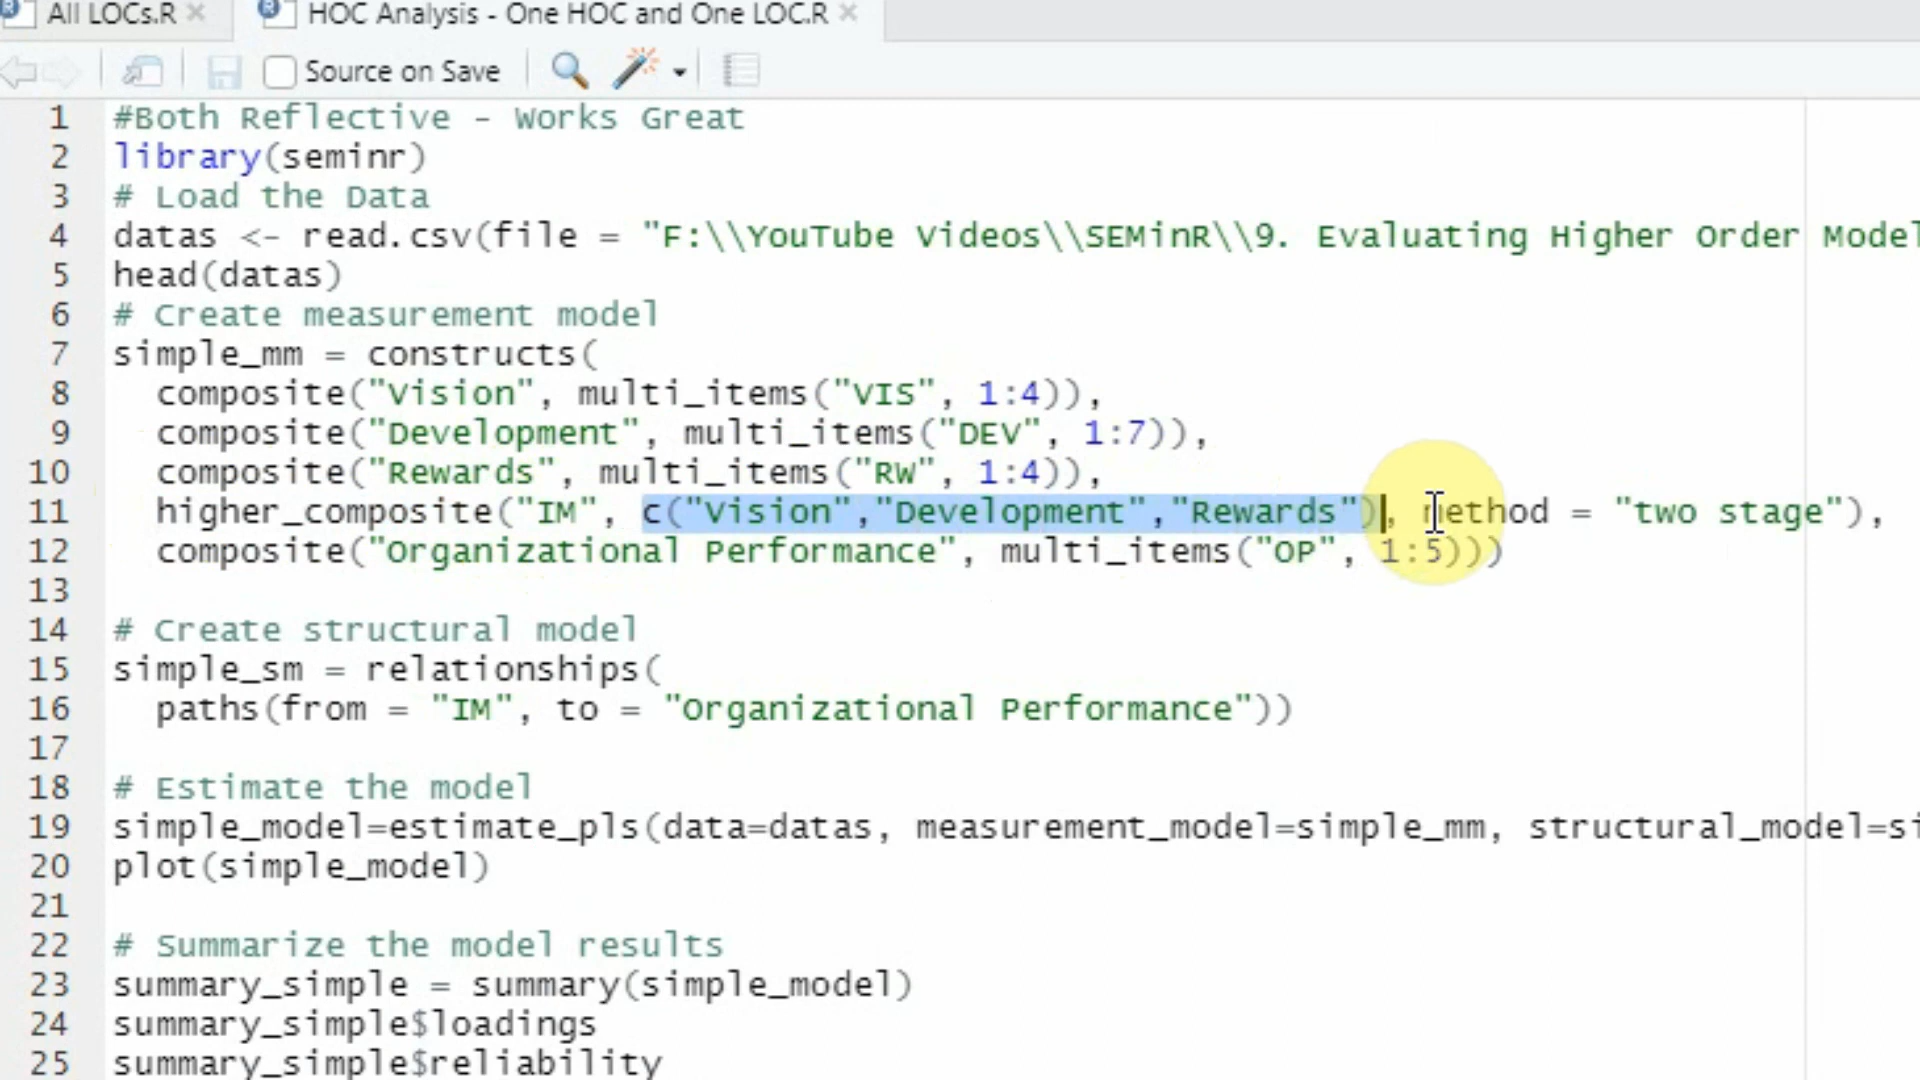 All LOCs.R
HOC Analysis - One HOC and One LOC.R
Source on Save
1 #Both Reflective - Works Great
2 library(seminr)
3 # Load the Data
4 datas <- read.csv(file = "F:\\YouTube Videos\\SEMinR\\9. Evaluating Higher Order Model
5 head(datas)
6 # Create measurement model
7 simple_mm = constructs(
8 composite("Vision", multi_items("VIS", 1:4)),
9 composite("Development", multi_items("DEV", 1:7)),
10 composite("Rewards", multi_items("RW", 1:4)),
11 higher_composite("IM", c("Vision","Development","Rewards"), method = "two stage"),
12 composite("Organizational Performance", multi_items("OP", 1:5)))
13
14 # Create structural model
15 simple_sm = relationships(
16 paths(from = "IM", to = "Organizational Performance"))
17
18 # Estimate the model
19 simple_model=estimate_pls(data=datas, measurement_model=simple_mm, structural_model=si
20 plot(simple_model)
21
22 # Summarize the model results
23 summary_simple = summary(simple_model)
24 summary_simple$loadings
25 summary_simple$reliability